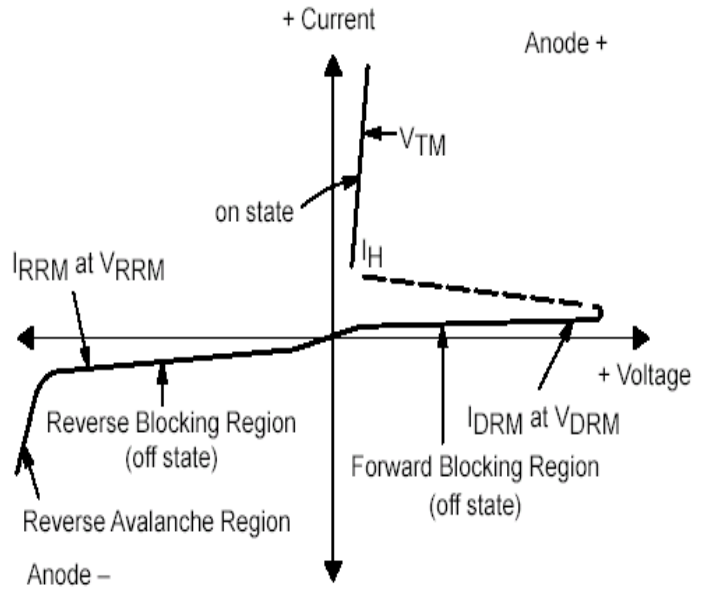 + Current
Anode +
VTM
on state
IH
IRRM at VRRM
+ Voltage
IDRM at VDRM
Reverse Blocking Region
(off state)
Forward Blocking Region
(off state)
Reverse Avalanche Region
Anode –